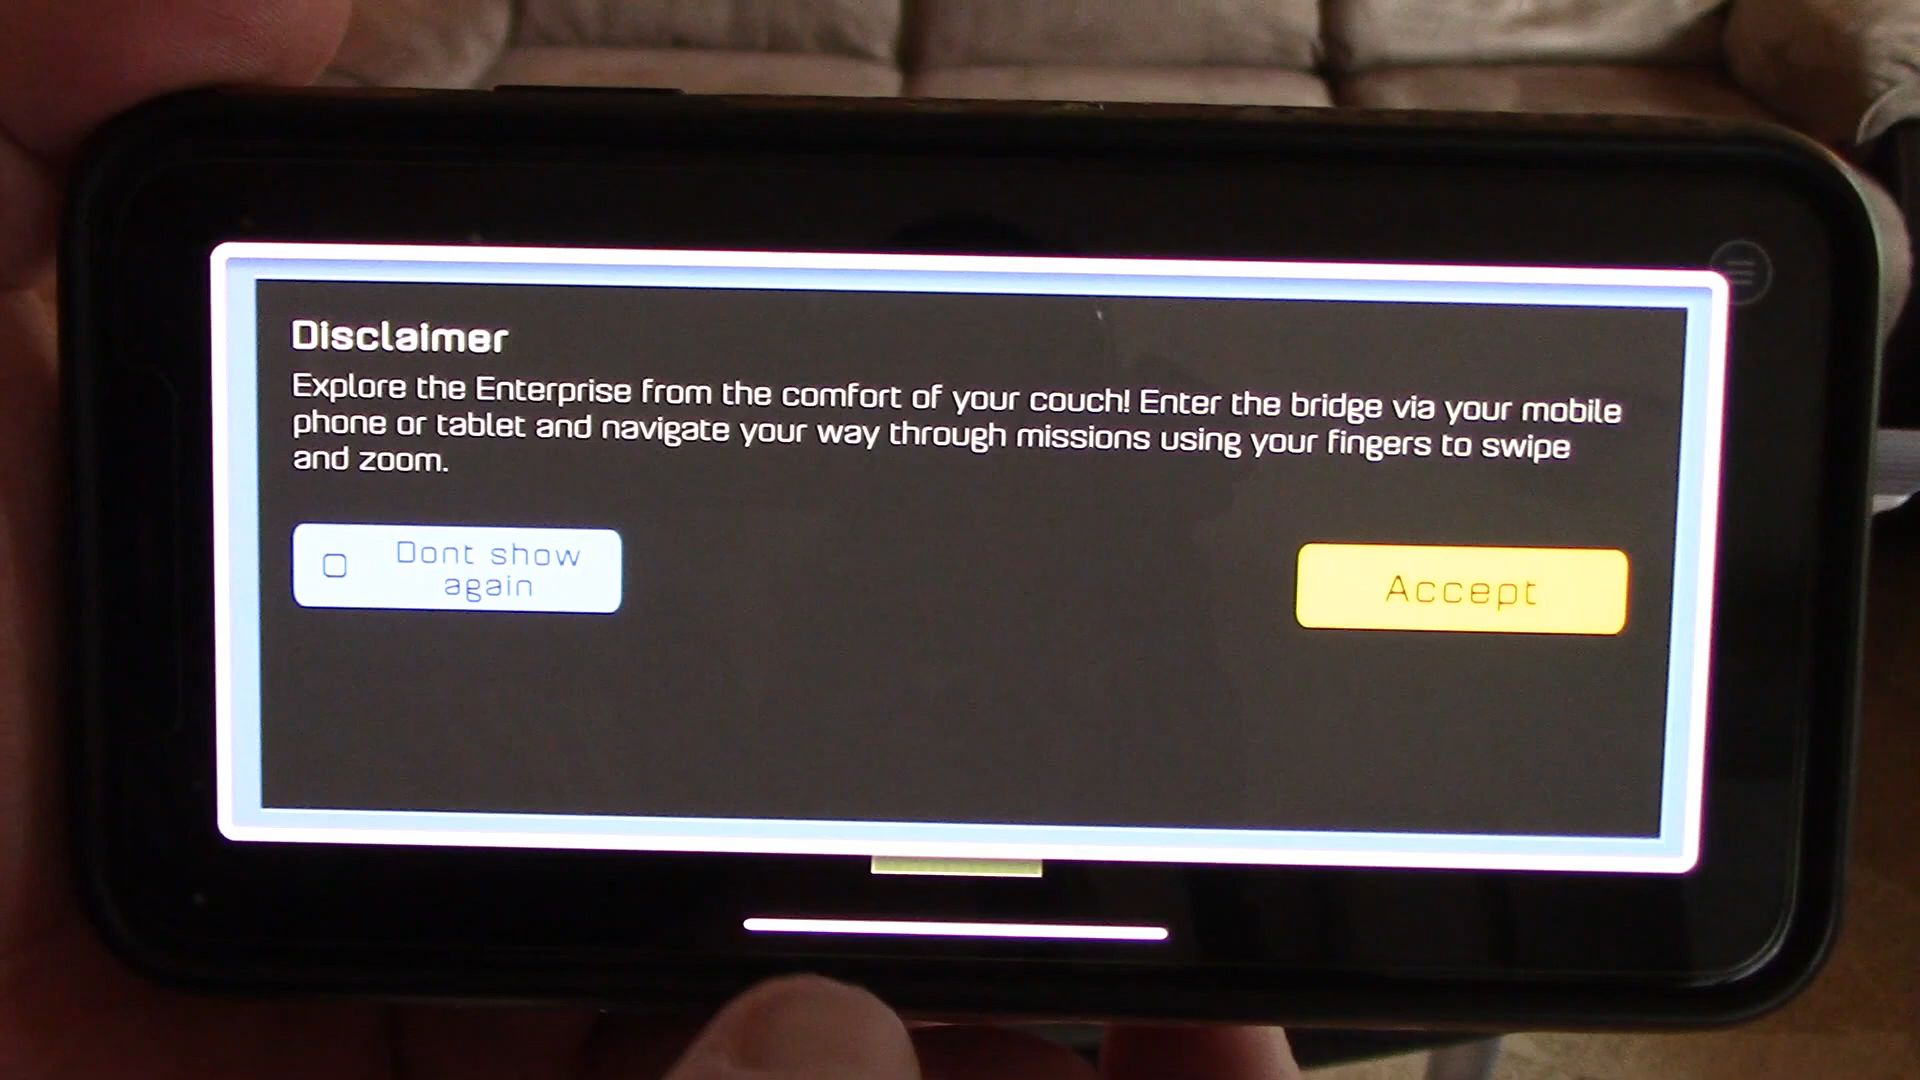 Disclaimer
Explore the Enterprise from the comfort of your couch! Enter the bridge via your mobile
phone or tablet and navigate your way through missions using your fingers to swipe
and zoom.
Dont show
again
Accept